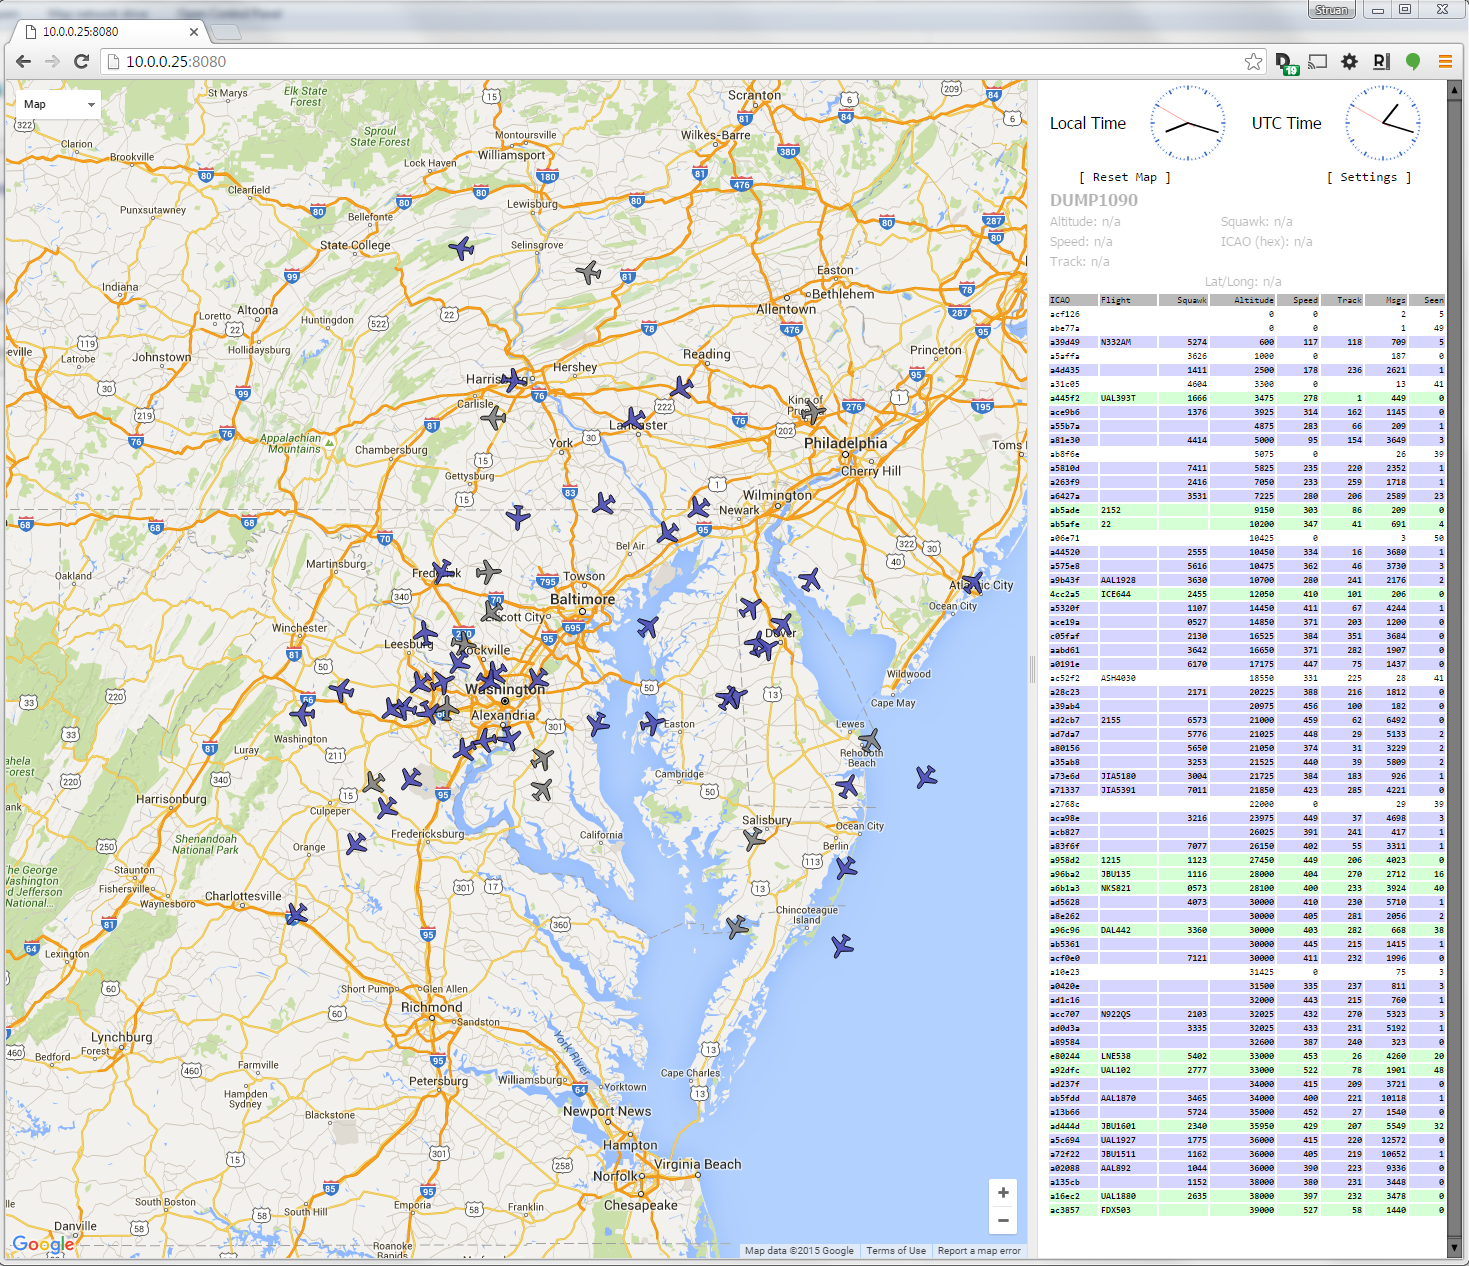 Struan
10.0.0.25:8080
10.0.0.25:8080
19
Map
Local Time
UTC Time
[ Reset Map ]
[ Settings ]
DUMP1090
Altitude: n/a Squawk: n/a
Speed: n/a ICAO (hex): n/a
Track: n/a
Lat/Long: n/a
ICAO Flight Squawk Altitude Speed Track Msgs Seen
acf126 0 0 2 5
abe77a 0 0 1 49
a39d49 N332AM 5274 600 117 118 709 5
a5affa 3626 1000 0 187 0
a4d435 1411 2500 178 236 2621 1
a31c05 4604 3300 0 13 41
a445f2 UAL393T 1666 3475 278 1 449 0
ace9b6 1376 3925 314 162 1145 0
a55b7a 4875 283 66 209 1
a81e30 4414 5000 95 154 3649 3
ab8f6e 5075 0 26 39
a5810d 7411 5825 235 220 2352 1
a263f9 2416 7050 233 259 1718 1
a6427a 3531 7225 280 206 2589 23
ab5ade 2152 9150 303 86 209 0
ab5afe 22 10200 347 41 691 4
a06e71 10425 0 3 50
a44520 2555 10450 334 16 3680 1
a575e8 5616 10475 362 46 3730 3
a9b43f AAL1928 3630 10700 280 241 2176 2
4cc2a5 ICE644 2455 12050 410 101 206 0
a5320f 1107 14450 411 67 4244 1
ace19a 0527 14850 371 203 1200 0
c05faf 2130 16525 384 351 3684 0
aabd61 3642 16650 371 282 1907 0
a0191e 6170 17175 447 75 1437 0
ac52f2 ASH4030 18550 331 225 28 41
a28c23 2171 20225 388 216 1812 0
a39ab4 20975 456 100 182 0
ad2cb7 2155 6573 21000 459 62 6492 0
ad7da7 5776 21025 448 29 5133 2
a80156 5650 21050 374 31 3229 2
a35ab8 3253 21525 440 39 5809 2
a73e6d JIA5180 3004 21725 384 183 926 1
a71337 JIA5391 7011 21850 423 285 4221 0
a2768c 22000 0 29 39
aca98e 3216 23975 449 37 4698 3
acb827 26025 391 241 417 1
a83f6f 7077 26150 402 55 3311 1
a958d2 1215 1123 27450 449 206 4023 0
a96ba2 JBU135 1116 28000 404 270 2712 16
a6b1a3 NKS821 0573 28100 400 233 3924 40
ad5628 4073 30000 410 230 5710 1
a8e262 30000 405 281 2056 2
a96c96 DAL442 3360 30000 403 282 668 38
ab5361 30000 445 215 1415 1
acf0e0 7121 30000 411 232 1996 0
a10e23 31425 0 75 3
a0420e 31500 335 237 811 3
ad1c16 32000 443 215 760 1
acc707 N922QS 2103 32025 432 270 5323 3
ad0d3a 3335 32025 433 231 5192 1
a89584 32600 387 240 323 0
e80244 LNE538 5402 33000 453 26 4260 20
a92dfc UAL102 2777 33000 522 78 1901 48
ad237f 34000 415 209 3721 0
ab5fdd AAL1870 3465 34000 400 221 10118 1
a13b66 5724 35000 452 27 1540 0
ad444d JBU1601 2340 35950 429 207 5549 32
a5c694 UAL1927 1775 36000 415 220 12572 0
a72f22 JBU1511 1162 36000 405 219 10652 1
a02088 AAL892 1044 36000 390 223 9336 0
a135cb 1152 38000 380 231 3448 0
a16ec2 UAL1880 2635 38000 397 232 3478 0
ac3857 FDX503 39000 527 58 1440 0
St Marys
Elk State
Forest
Scranton
Sproul
State Forest
Clarion
Brookville
Lock Haven
Montoursville
Williamsport
Wilkes-Barre
Clearfield
Punxsutawney
Bellefonte
State College
Lewisburg
Selinsgrove
Indiana
Altoona
Loretto
Huntingdon
Hollidaysburg
Johnstown
Latrobe
Easton
Bethlehem
Allentown
Reading
Princeton
Hershey
Carlisle
York
Chambersburg
Gettysburg
Appalachian
Mountains
Philadelphia
Cherry Hill
Wilmington
Newark
Bel Air
Towson
Baltimore
Oakland
Martinsburg
Winchester
Leesburg
Washington
Alexandria
Easton
Cambridge
Salisbury
Ocean City
Berlin
Wildwood
Cape May
Lewes
Rehoboth
Beach
Ocean City
Luray
Washington
Harrisonburg
Culpeper
Shenandoah
National Park
Orange
Fredericksburg
California
Staunton
Fishersville
Waynesboro
Charlottesville
Chincoteague
Island
Lexington
Short Pump
Glen Allen
Richmond
Sandston
Lynchburg
Bedford
Forest
Farmville
Hampden
Sydney
Petersburg
York River
Williamsburg
Yorktown
Cape Charles
Blackstone
Newport News
Hampton
Norfolk
Virginia Beach
Chesapeake
South Boston
South Hill
Emporia
Franklin
Danville
Roanoke
Rapids
Google
Map data ©2015 Google
Terms of Use
Report a map error